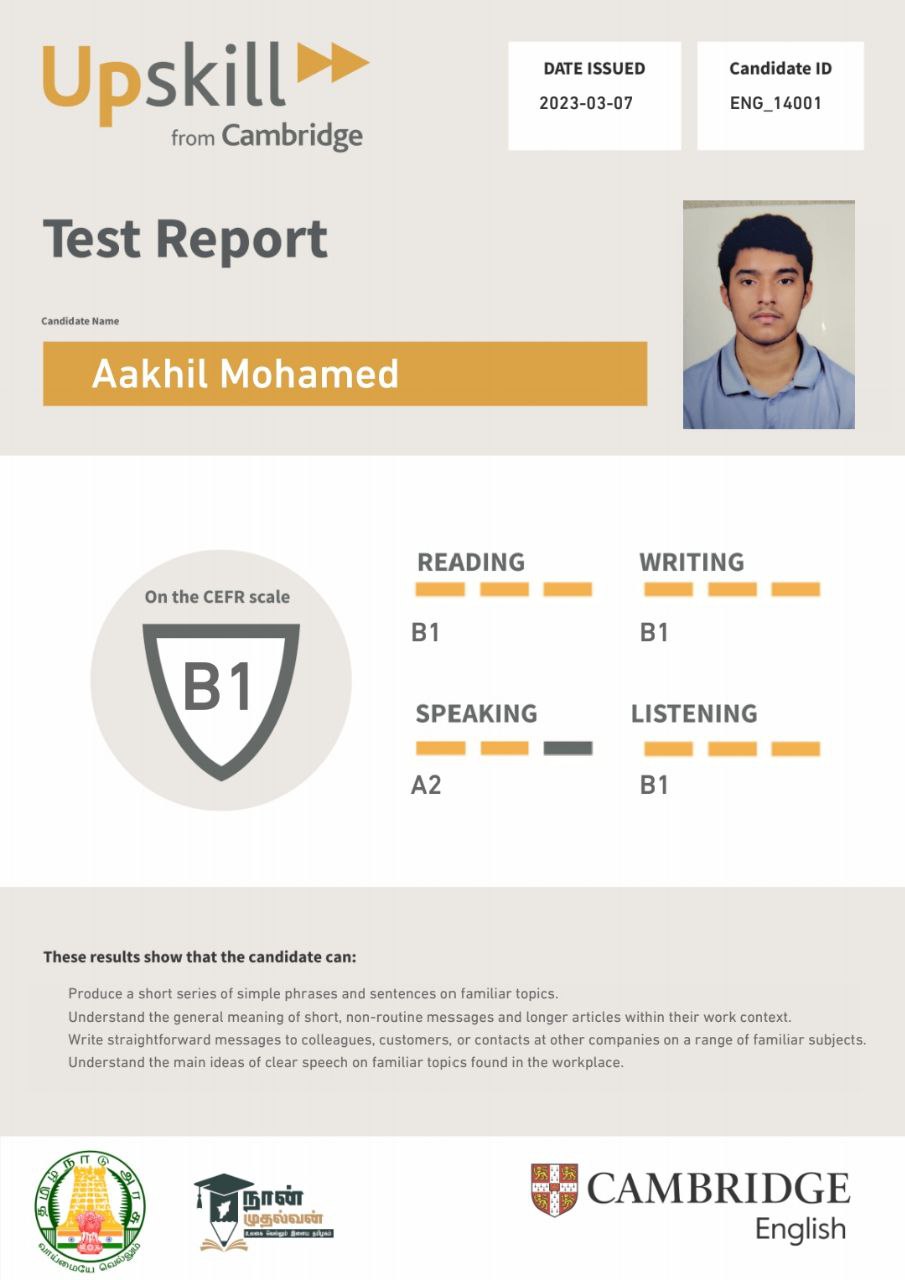 Upskill
from Cambridge
DATE ISSUED
2023-03-07
Candidate ID
ENG_14001
Test Report
Candidate Name
Aakhil Mohamed
On the CEFR scale
B1
READING
B1
WRITING
B1
SPEAKING
A2
LISTENING
B1
These results show that the candidate can:
Produce a short series of simple phrases and sentences on familiar topics.
Understand the general meaning of short, non-routine messages and longer articles within their work context.
Write straightforward messages to colleagues, customers, or contacts at other companies on a range of familiar subjects.
Understand the main ideas of clear speech on familiar topics found in the workplace.
தமிழ்நாடு அரசு
வாய்மையே வெல்லும்
நான்
முதல்வன்
உலகை வெல்லும் இளைய தமிழகம்
CAMBRIDGE
English